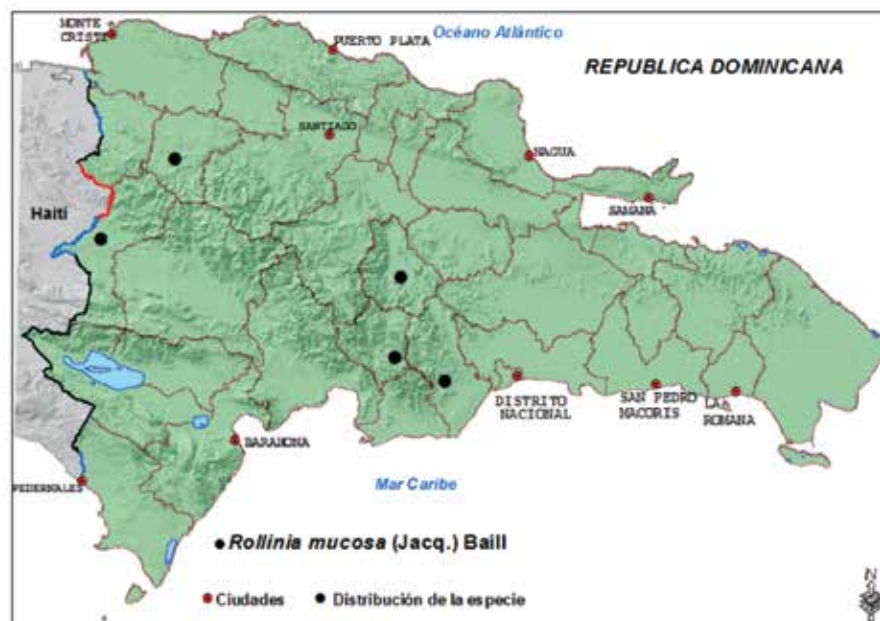 MONTE
CRISTI
PUERTO PLATA
Océano Atlántico
REPUBLICA DOMINICANA
SANTIAGO
NAGUA
SAMANA
Haití
DISTRITO
NACIONAL
SAN PEDRO
MACORIS
LA
ROMANA
BARAHONA
PEDERNALES
Mar Caribe
Rollinia mucosa (Jacq.) Baill
Ciudades
Distribución de la especie
N